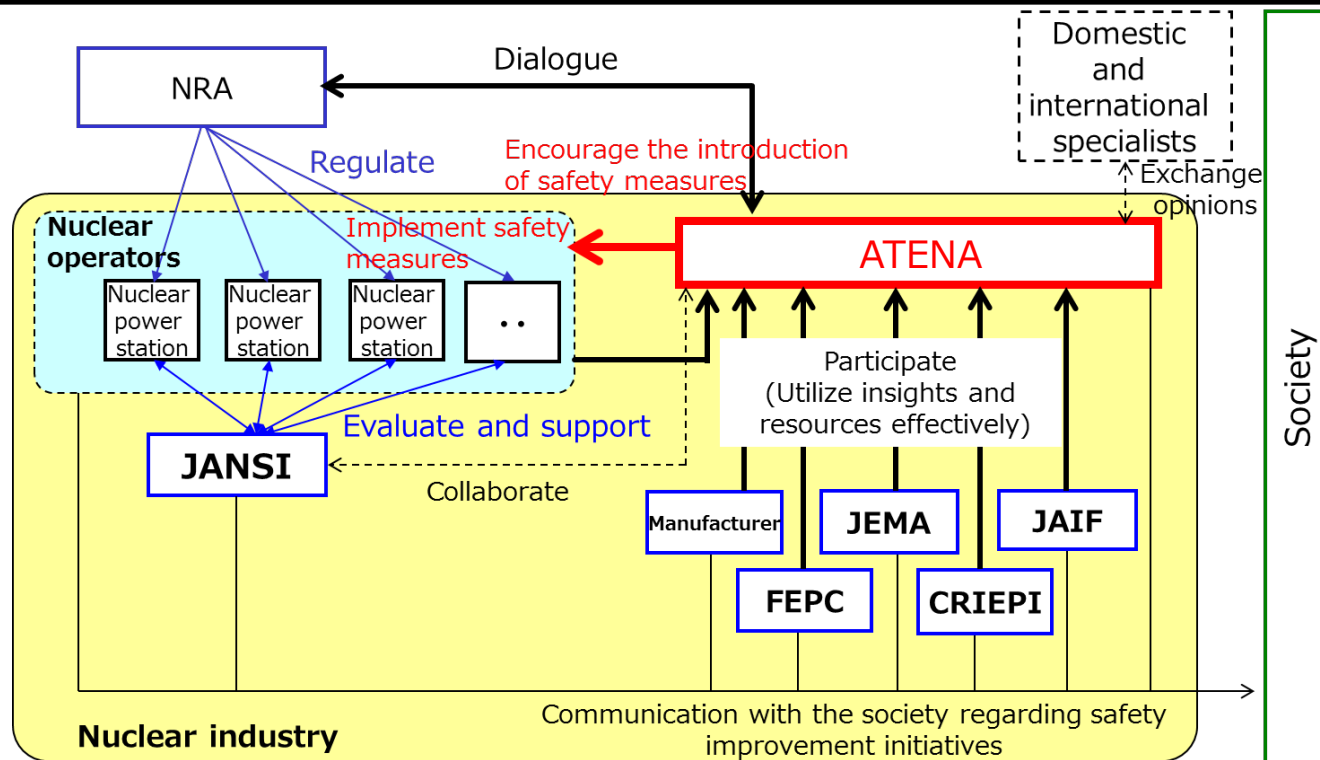 Dialogue
NRA
Domestic
and
international
specialists
Regulate
Encourage the introduction
of safety measures
Exchange
opinions
Nuclear
operators
Implement safety
measures
ATENA
Nuclear
power
station
Nuclear
power
station
Nuclear
power
station
..
Participate
(Utilize insights and
resources effectively)
Society
Evaluate and support
JANSI
Collaborate
Manufacturer
JEMA
JAIF
FEPC
CRIEPI
Communication with the society regarding safety
improvement initiatives
Nuclear industry